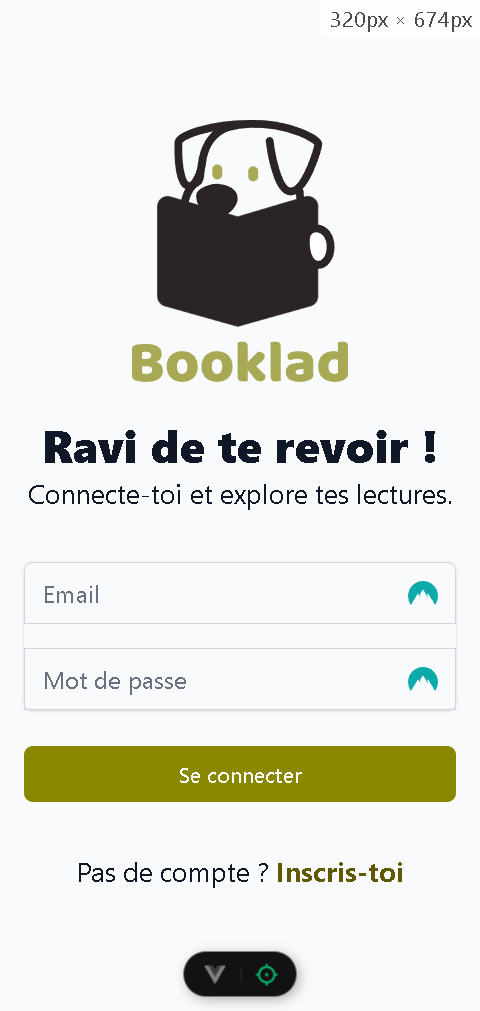 320px × 674px
Booklad
Ravi de te revoir !
Connecte-toi et explore tes lectures.
Email
Mot de passe
Se connecter
Pas de compte ? Inscris-toi